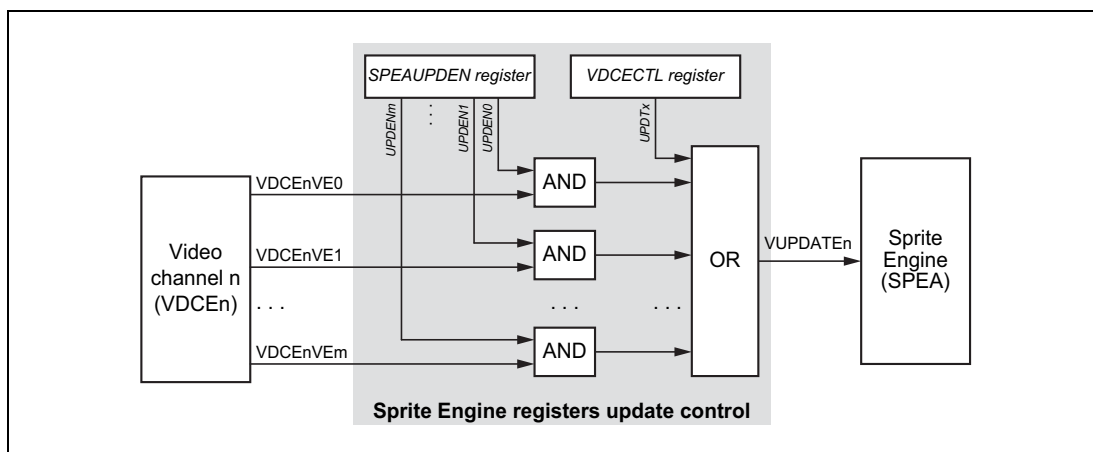 SPEAUPDEN register
VDCECTL register
UPDENm
. . .
UPDEN1
UPDEN0
UPDTx
Video
channel n
(VDCEn)
VDCEnVE0
VDCEnVE1
. . .
VDCEnVEm
AND
AND
. . .
AND
. . .
OR
VUPDATEn
Sprite
Engine
(SPEA)
Sprite Engine registers update control